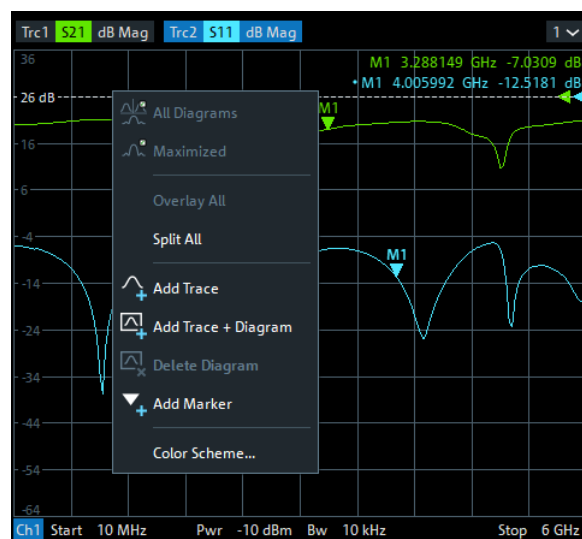 Trc1 S21 dB Mag Trc2 S11 dB Mag 1
36
M1 3.288149 GHz -7.0309 dB
• M1 4.005992 GHz -12.5181 dB
26 dB
M1
All Diagrams
16
Maximized
6
Overlay All
-4
Split All
M1
-14
Add Trace
-24
Add Trace + Diagram
-34
Delete Diagram
-44
Add Marker
-54
Color Scheme...
-64
Ch1 Start 10 MHz Pwr -10 dBm Bw 10 kHz Stop 6 GHz